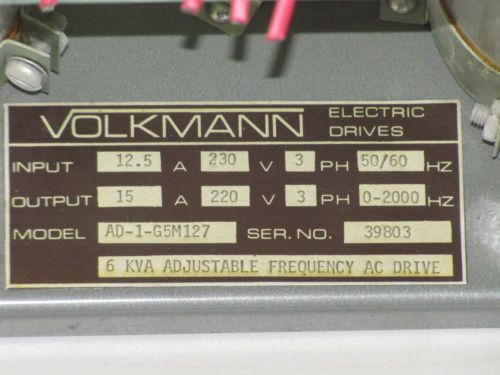 VOLKMANN ELECTRIC DRIVES
INPUT 12.5 A 230 V 3 PH 50/60 HZ
OUTPUT 15 A 220 V 3 PH 0-2000 HZ
MODEL AD-1-G5M127 SER. NO. 39803
6 KVA ADJUSTABLE FREQUENCY AC DRIVE